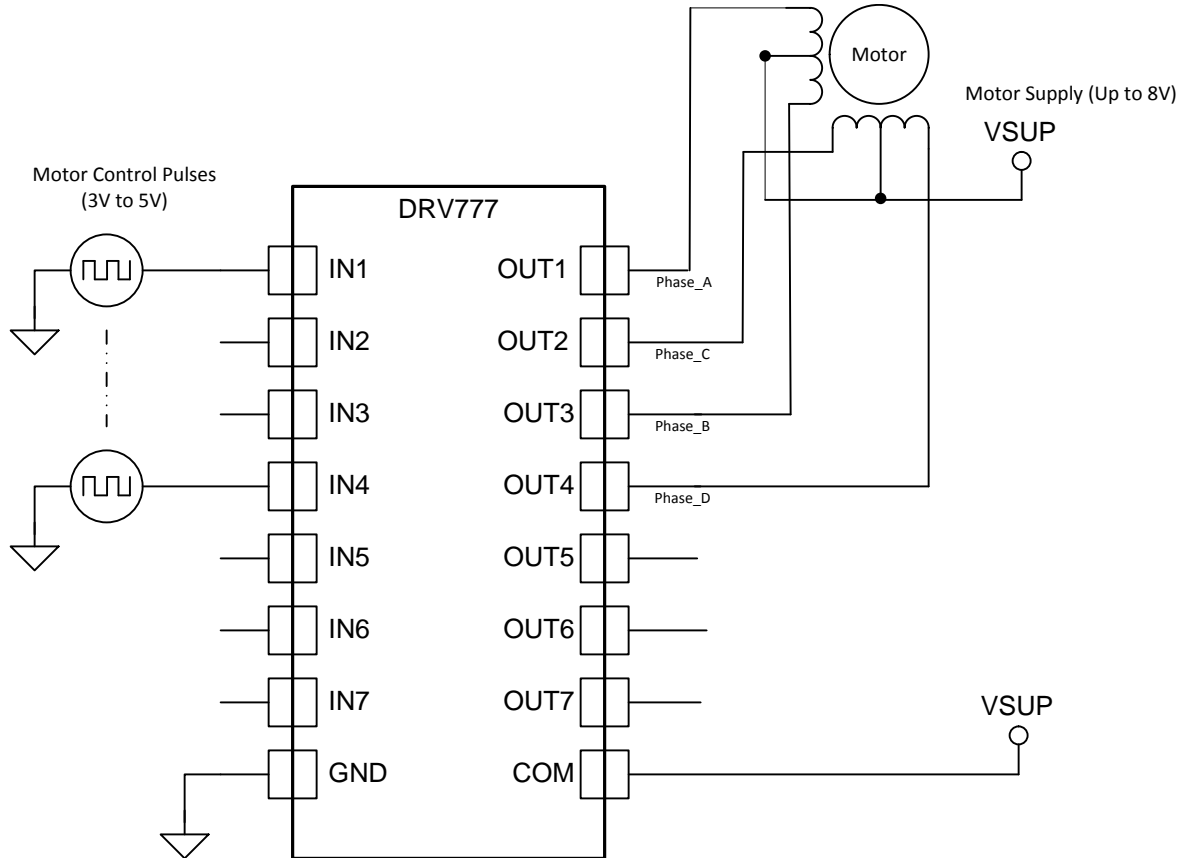 Motor
Motor Supply (Up to 8V)
VSUP
Motor Control Pulses
(3V to 5V)
DRV777
IN1
OUT1
Phase_A
IN2
OUT2
Phase_C
IN3
OUT3
Phase_B
IN4
OUT4
Phase_D
IN5
OUT5
IN6
OUT6
IN7
OUT7
VSUP
GND
COM